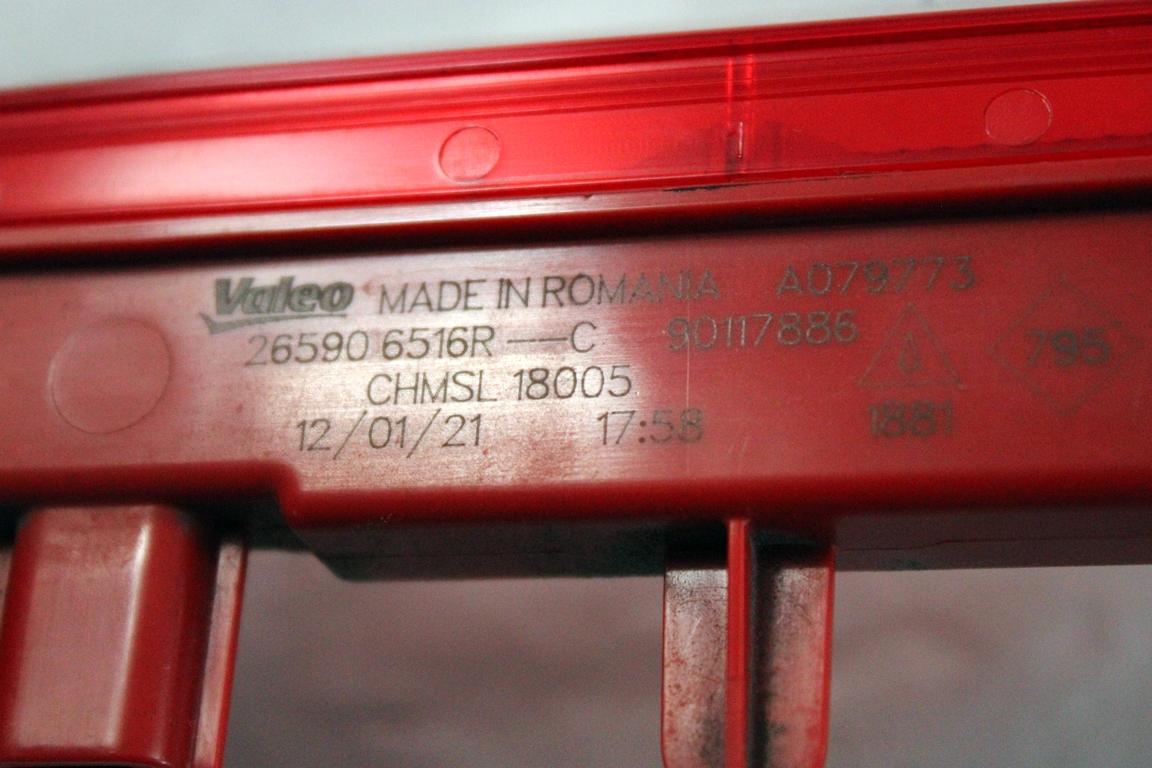 Valeo MADE IN ROMANIA A079773
26590 6516R —— C 90117886
CHMSL 18005
12/01/21 17:58 1881
795